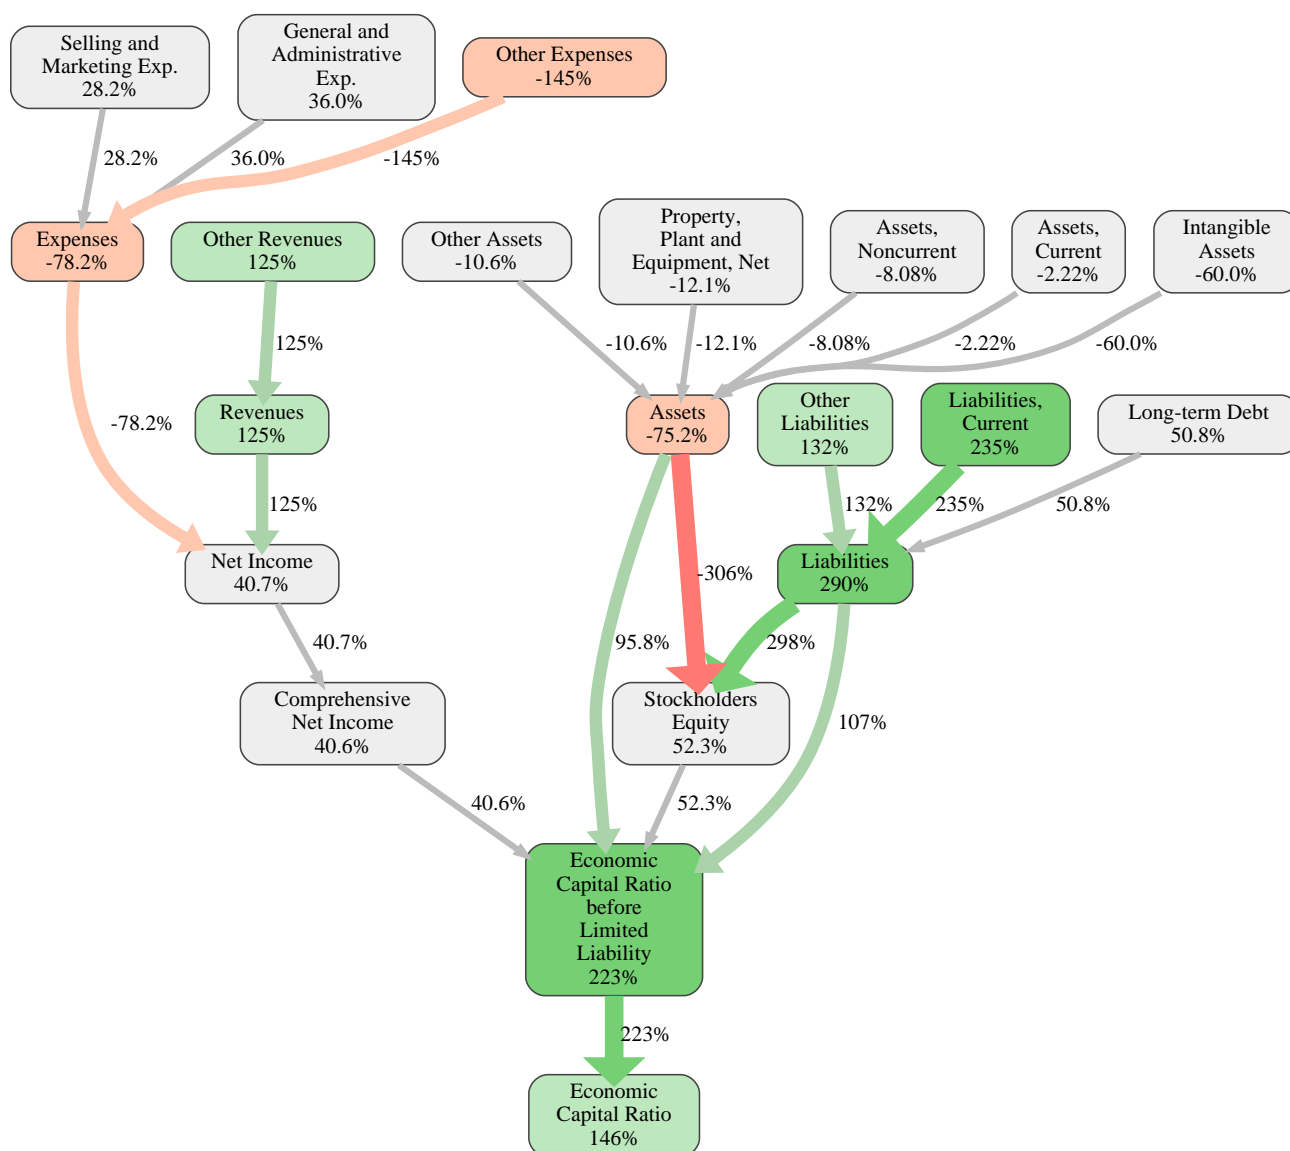 Selling and
Marketing Exp.
28.2%
General and
Administrative
Exp.
36.0%
Other Expenses
-145%
28.2%
36.0%
-145%
Expenses
-78.2%
Other Revenues
125%
Other Assets
-10.6%
Property,
Plant and
Equipment, Net
-12.1%
Assets,
Noncurrent
-8.08%
Assets,
Current
-2.22%
Intangible
Assets
-60.0%
125%
-10.6%
-12.1%
-8.08%
-2.22%
-60.0%
-78.2%
Revenues
125%
Assets
-75.2%
Other
Liabilities
132%
Liabilities,
Current
235%
Long-term Debt
50.8%
125%
132%
235%
50.8%
Net Income
40.7%
-306%
Liabilities
290%
40.7%
95.8%
298%
Comprehensive
Net Income
40.6%
Stockholders
Equity
52.3%
107%
40.6%
52.3%
Economic
Capital Ratio
before
Limited
Liability
223%
223%
Economic
Capital Ratio
146%